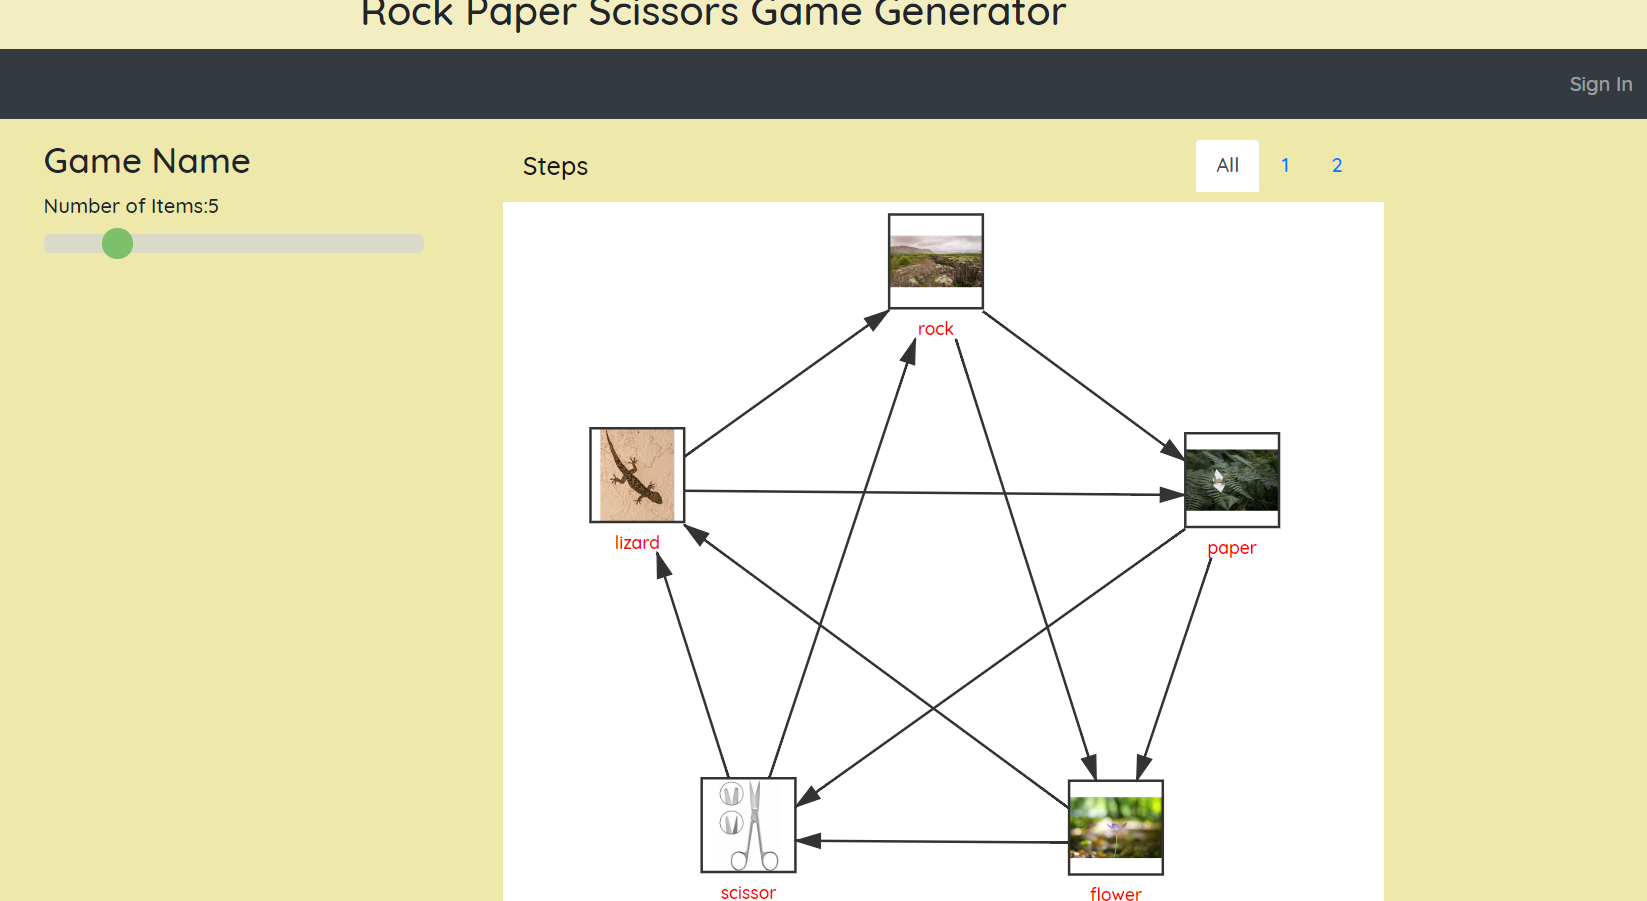 Rock Paper Scissors Game Generator
Sign In
Game Name
Number of Items:5
Steps
All 1 2
rock
lizard
paper
scissor
flower